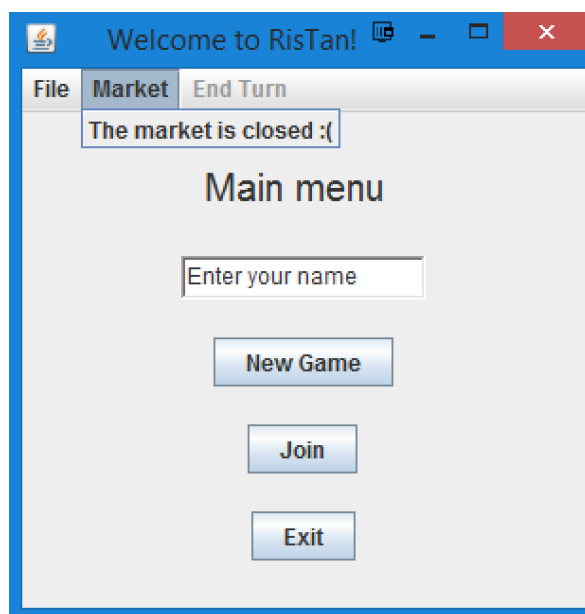 Welcome to RisTan!
File Market End Turn
The market is closed :(
Main menu
Enter your name
New Game
Join
Exit